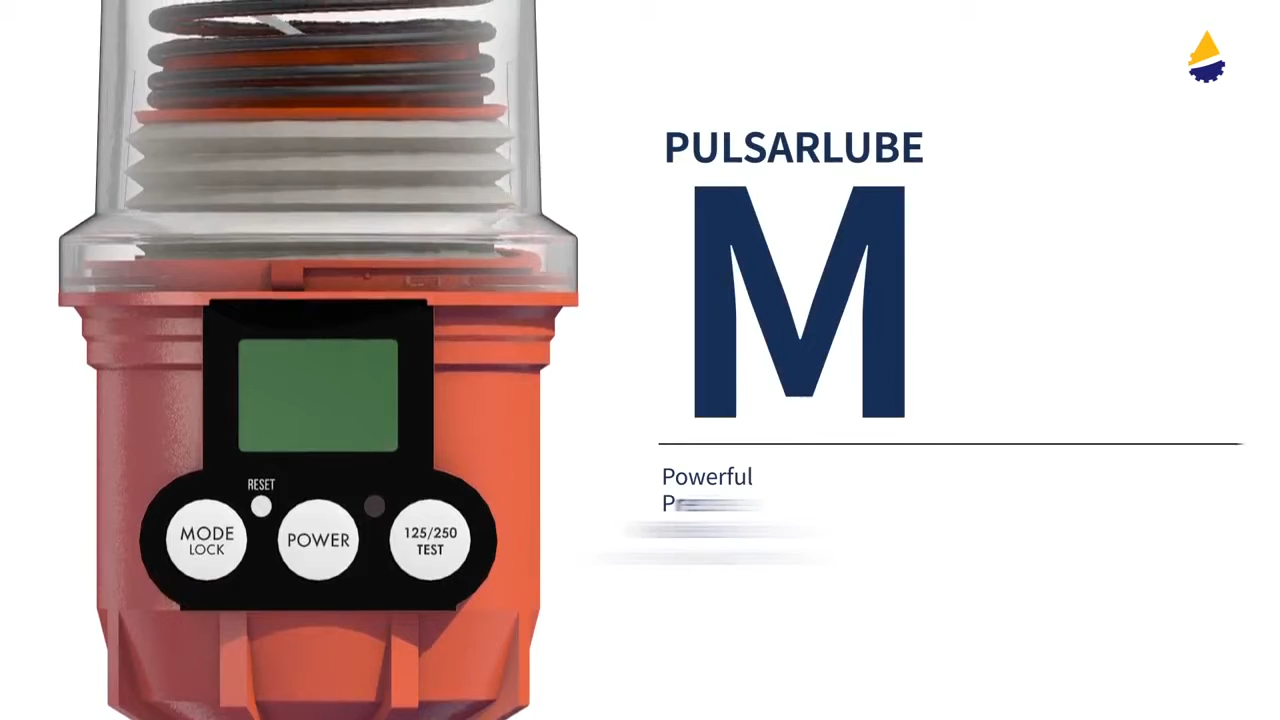 PULSARLUBE
M
Powerful
P
RESET
MODE
LOCK
POWER
125/250
TEST